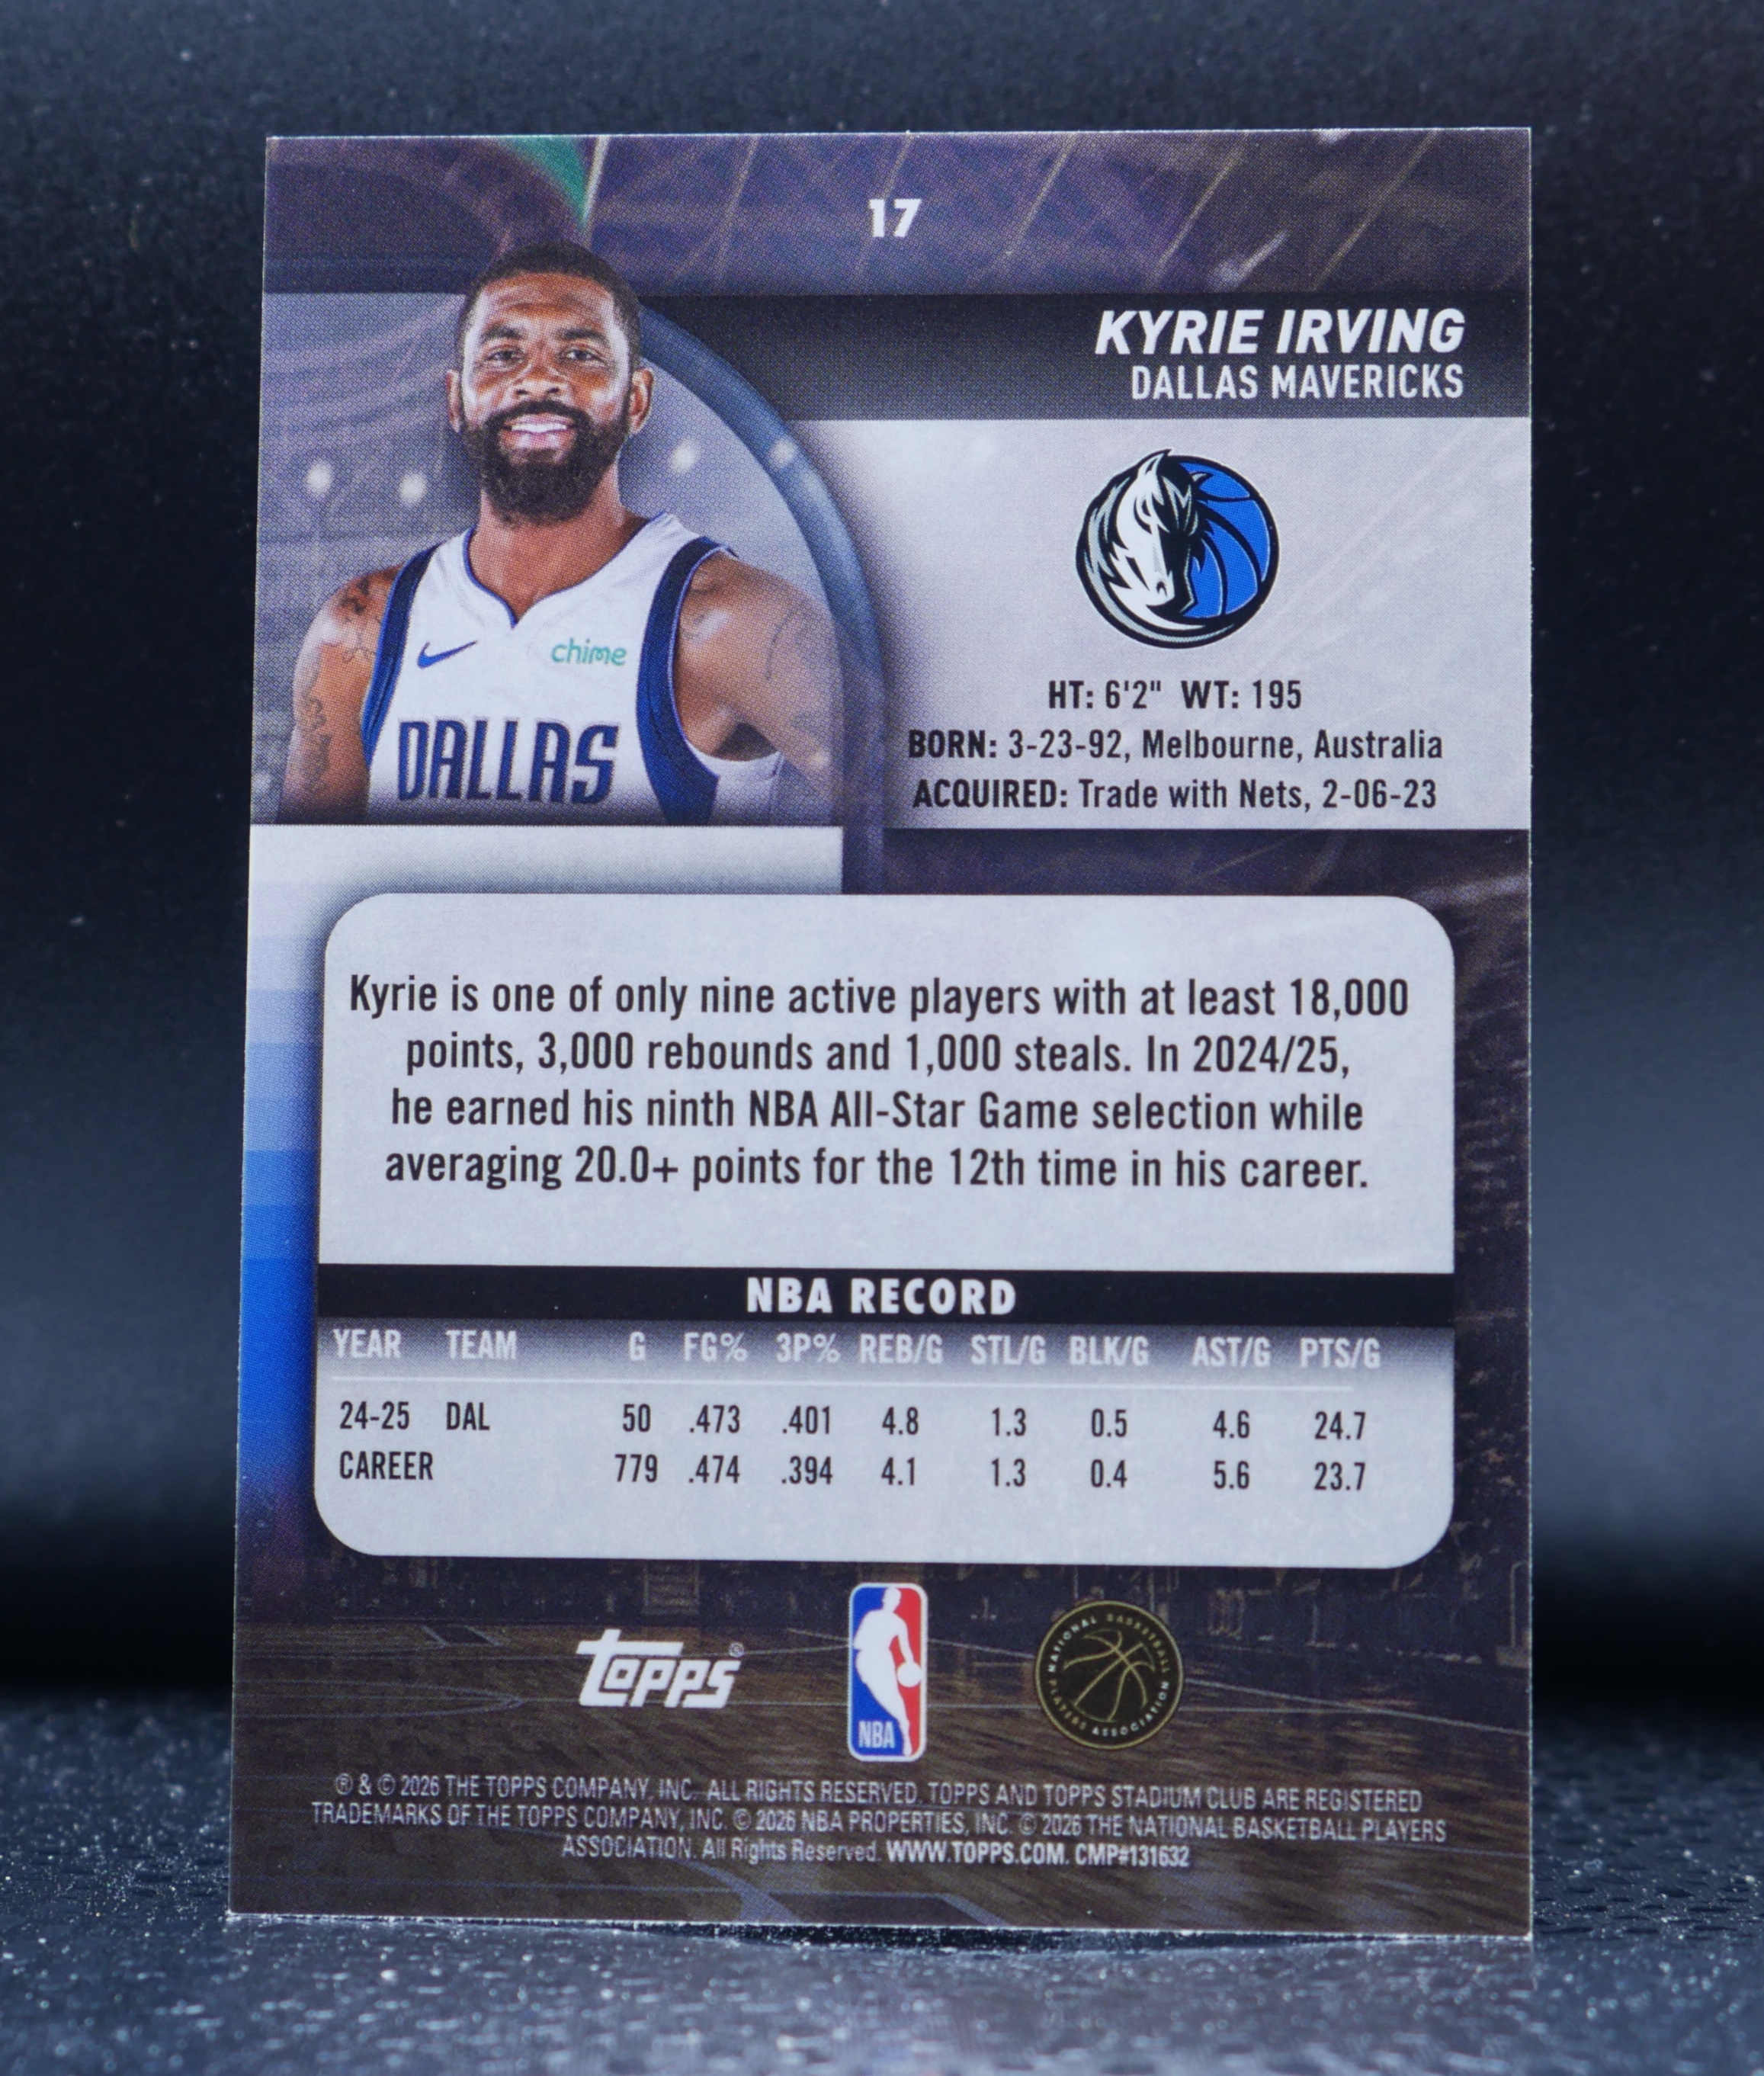 17
KYRIE IRVING
DALLAS MAVERICKS
chime
DALLAS
HT: 6'2" WT: 195
BORN: 3-23-92, Melbourne, Australia
ACQUIRED: Trade with Nets, 2-06-23
Kyrie is one of only nine active players with at least 18,000
points, 3,000 rebounds and 1,000 steals. In 2024/25,
he earned his ninth NBA All-Star Game selection while
averaging 20.0+ points for the 12th time in his career.
NBA RECORD
YEAR TEAM G FG% 3P% REB/G STL/G BLK/G AST/G PTS/G
24-25 DAL 50 .473 .401 4.8 1.3 0.5 4.6 24.7
CAREER 779 .474 .394 4.1 1.3 0.4 5.6 23.7
topps®
NBA
NATIONAL BASKETBALL PLAYERS ASSOCIATION
® & © 2026 THE TOPPS COMPANY, INC. ALL RIGHTS RESERVED. TOPPS AND TOPPS STADIUM CLUB ARE REGISTERED
TRADEMARKS OF THE TOPPS COMPANY, INC. © 2026 NBA PROPERTIES, INC. © 2026 THE NATIONAL BASKETBALL PLAYERS
ASSOCIATION. All Rights Reserved. WWW.TOPPS.COM. CMP#131632